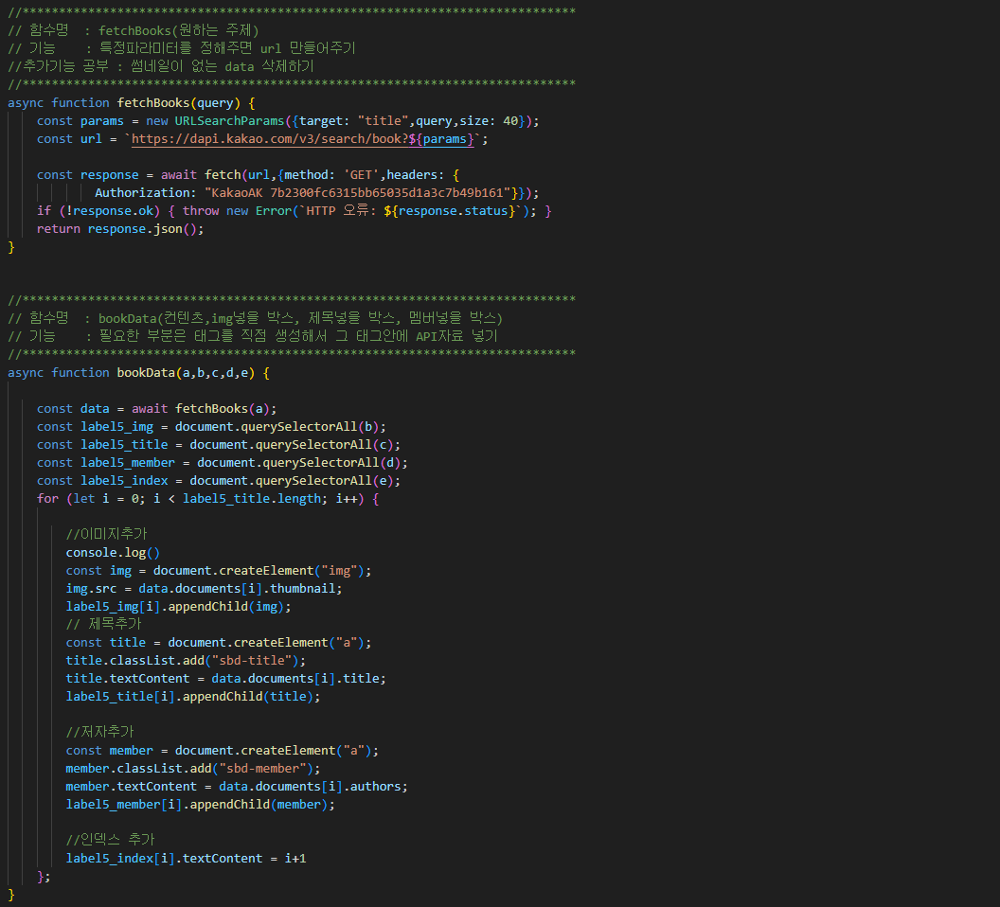 //****************************************************************************
// 함수명  : fetchBooks(원하는 주제)
// 기능    : 특정파라미터를 정해주면 url 만들어주기
//추가기능 공부 : 썸네일이 없는 data 삭제하기
//****************************************************************************
async function fetchBooks(query) {
    const params = new URLSearchParams({target: "title",query,size: 40});
    const url = `https://dapi.kakao.com/v3/search/book?${params}`;
    const response = await fetch(url,{method: 'GET',headers: {
            Authorization: "KakaoAK 7b2300fc6315bb65035d1a3c7b49b161"}});
    if (!response.ok) { throw new Error(`HTTP 오류: ${response.status}`); }
    return response.json();
}
//****************************************************************************
// 함수명  : bookData(컨텐츠,img넣을 박스, 제목넣을 박스, 멤버넣을 박스)
// 기능    : 필요한 부분은 태그를 직점 생성해서 그 태그안에 API자료 넣기
//****************************************************************************
async function bookData(a,b,c,d,e) {
    const data = await fetchBooks(a);
    const label5_img = document.querySelectorAll(b);
    const label5_title = document.querySelectorAll(c);
    const label5_member = document.querySelectorAll(d);
    const label5_index = document.querySelectorAll(e);
    for (let i = 0; i < label5_title.length; i++) {
        //이미지추가
        console.log()
        const img = document.createElement("img");
        img.src = data.documents[i].thumbnail;
        label5_img[i].appendChild(img);
        // 제목추가
        const title = document.createElement("a");
        title.classList.add("sbd-title");
        title.textContent = data.documents[i].title;
        label5_title[i].appendChild(title);
        //저자추가
        const member = document.createElement("a");
        member.classList.add("sbd-member");
        member.textContent = data.documents[i].authors;
        label5_member[i].appendChild(member);
        //인덱스 추가
        label5_index[i].textContent = i+1
    };
}